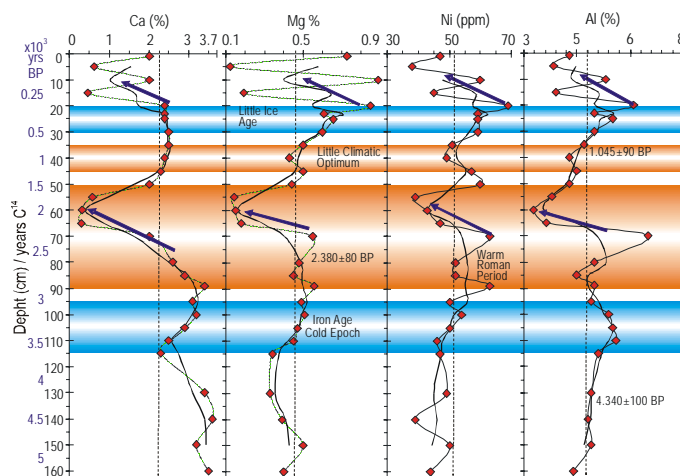 Ca (%) Mg % Ni (ppm) Al (%)
0 1 2 3 3.7 0.1 0.5 0.9 30 50 70 3 5 6 8
x10³
yrs
BP
0.25
0.5
1
1.5
2
2.5
3
3.5
4
4.5
5
0
10
20
30
40
50
60
70
80
90
100
110
120
130
140
150
160
Depht (cm) / years C¹⁴
Little Ice
Age
Little Climatic
Optimum
1.045±90 BP
2.380±80 BP
Warm
Roman
Period
Iron Age
Cold Epoch
4.340±100 BP